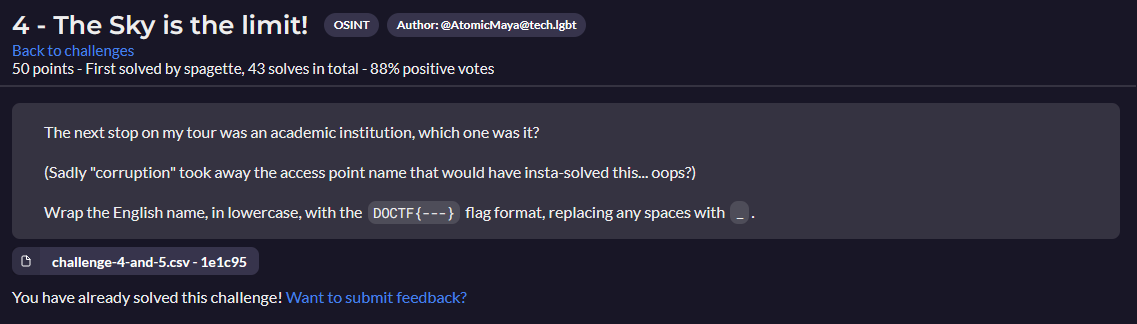 4 - The Sky is the limit! OSINT Author: @AtomicMaya@tech.lgbt
Back to challenges
50 points - First solved by spagette, 43 solves in total - 88% positive votes
The next stop on my tour was an academic institution, which one was it?
(Sadly "corruption" took away the access point name that would have insta-solved this... oops?)
Wrap the English name, in lowercase, with the DOCTF{---} flag format, replacing any spaces with _ .
challenge-4-and-5.csv - 1e1c95
You have already solved this challenge! Want to submit feedback?